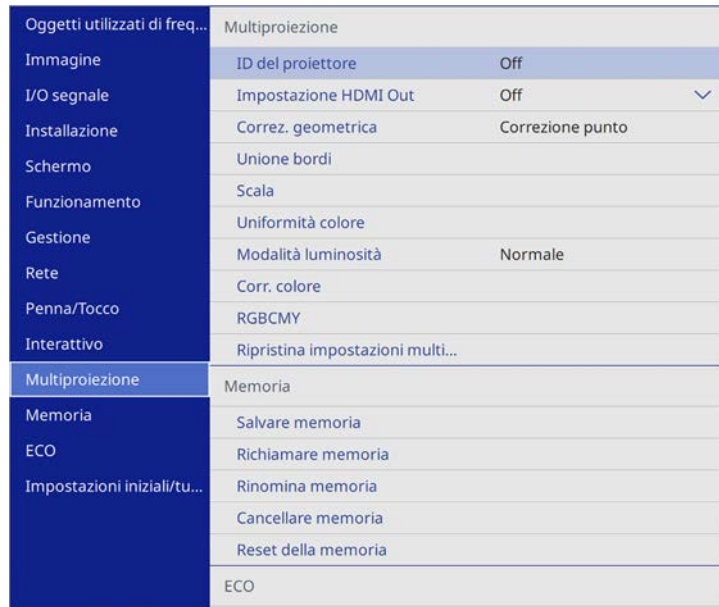 Oggetti utilizzati di freq...
Immagine
I/O segnale
Installazione
Schermo
Funzionamento
Gestione
Rete
Penna/Tocco
Interattivo
Multiproiezione
Memoria
ECO
Impostazioni iniziali/tu...
Multiproiezione
ID del proiettore Off
Impostazione HDMI Out Off
Correz. geometrica Correzione punto
Unione bordi
Scala
Uniformità colore
Modalità luminosità Normale
Corr. colore
RGBCMY
Ripristina impostazioni multi...
Memoria
Salvare memoria
Richiamare memoria
Rinomina memoria
Cancellare memoria
Reset della memoria
ECO